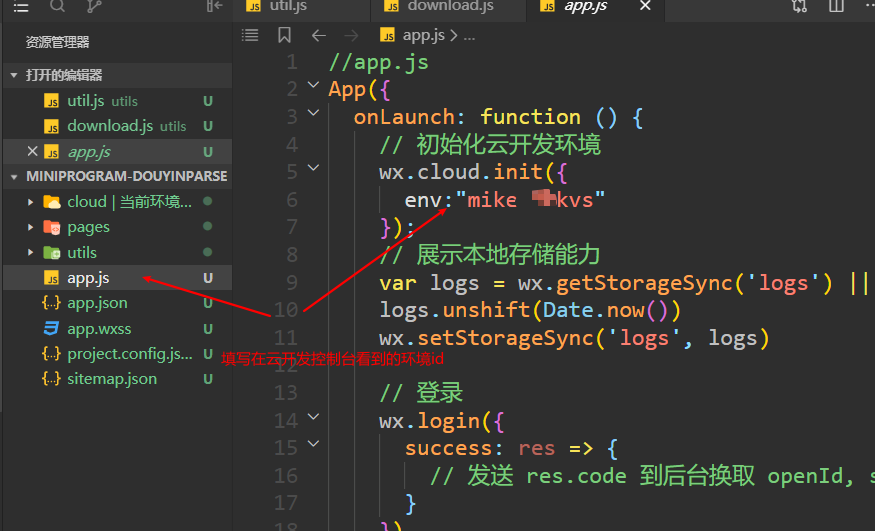 util.js
download.js
app.js
资源管理器
app.js > ...
打开的编辑器
util.js utils U
download.js utils U
app.js U
MINIPROGRAM-DOUYINPARSE
cloud | 当前环境...
pages
utils
app.js U
app.json U
app.wxss U
project.config.js... U
sitemap.json U
1 //app.js
2 App({
3 onLaunch: function () {
4 // 初始化云开发环境
5 wx.cloud.init({
6 env:"mike kvs"
7 });
8 // 展示本地存储能力
9 var logs = wx.getStorageSync('logs') ||
10 logs.unshift(Date.now())
11 wx.setStorageSync('logs', logs)
12
填写在云开发控制台看到的环境id
13 // 登录
14 wx.login({
15 success: res => {
16 // 发送 res.code 到后台换取 openId, s
17 }
18 })